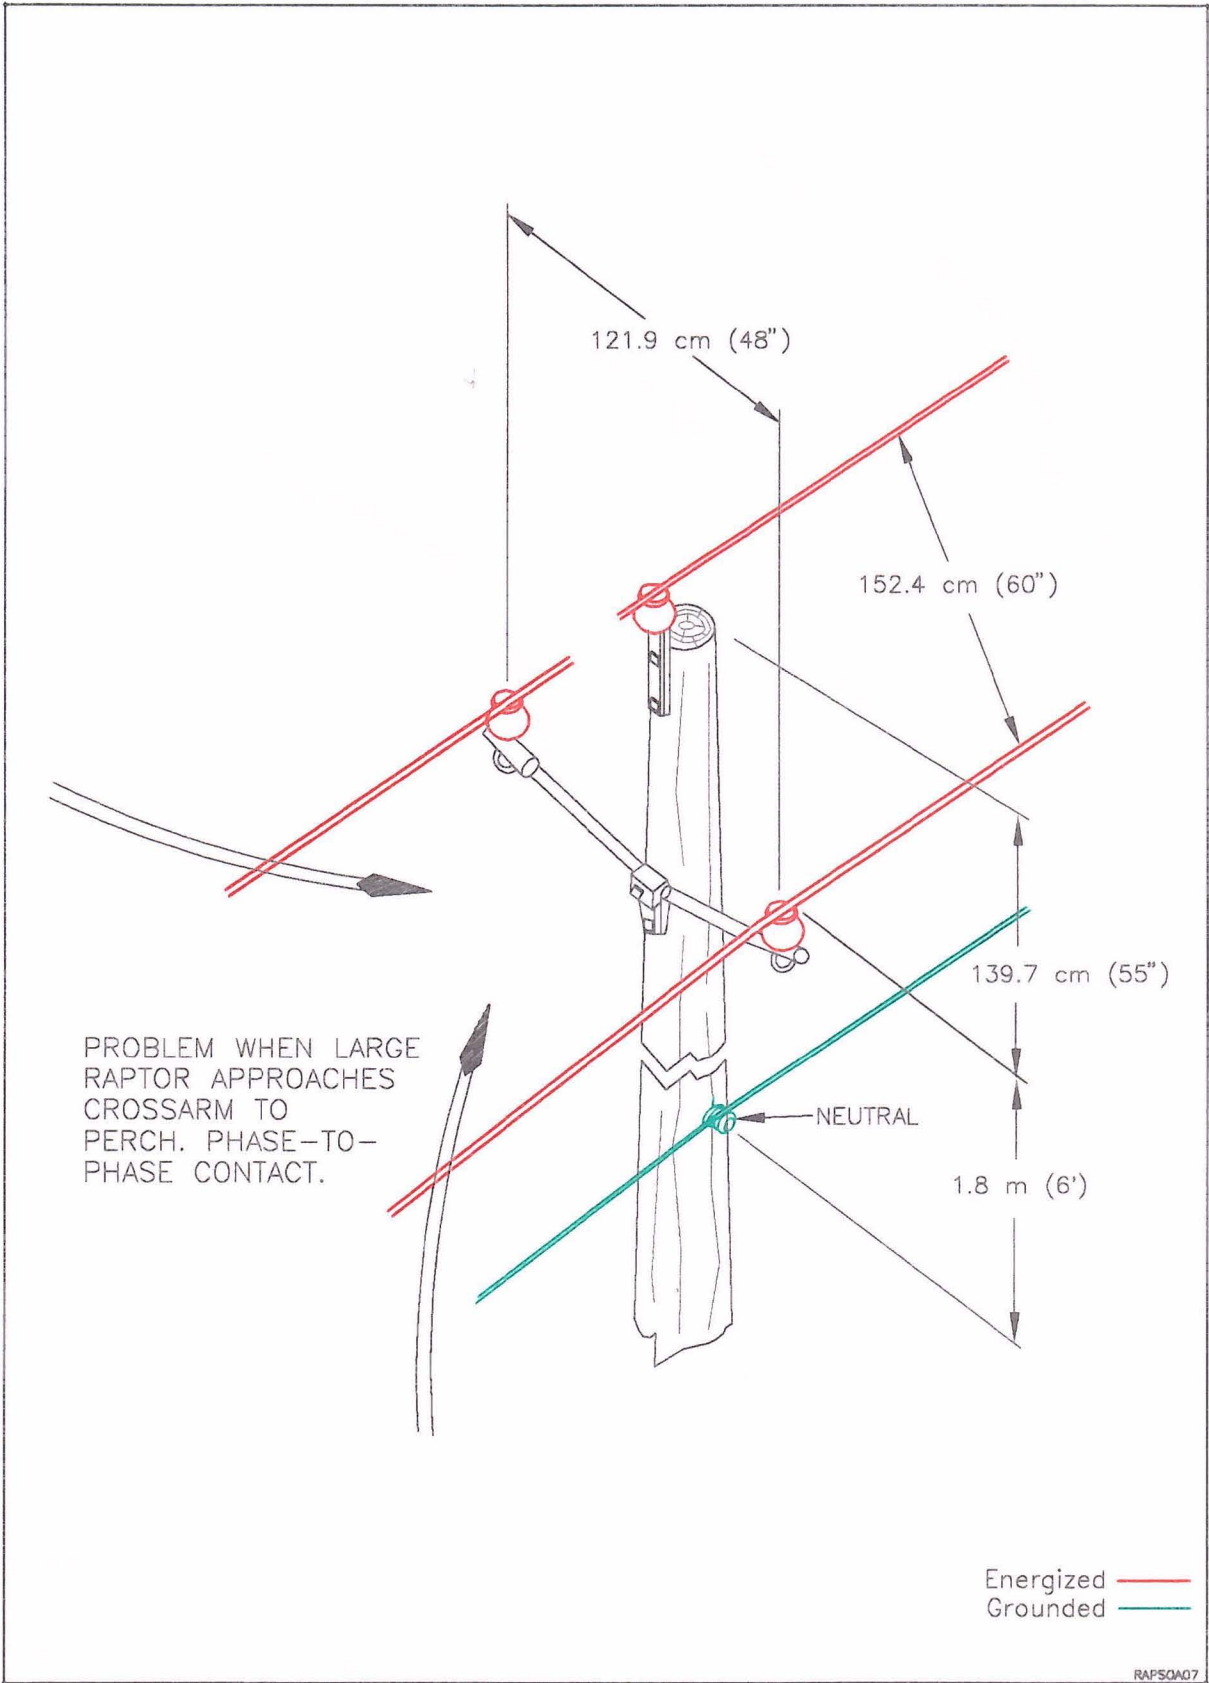 121.9 cm (48")
152.4 cm (60")
139.7 cm (55")
PROBLEM WHEN LARGE
RAPTOR APPROACHES
CROSSARM TO
PERCH. PHASE-TO-
PHASE CONTACT.
NEUTRAL
1.8 m (6')
Energized
Grounded
RAPSOA07